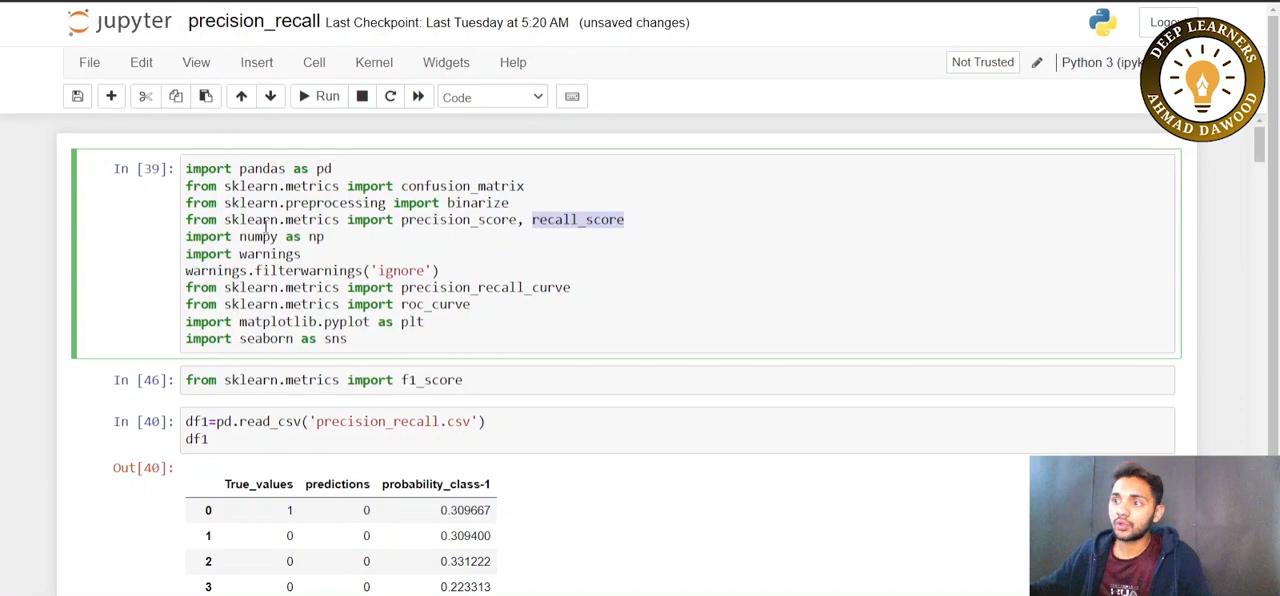 jupyter precision_recall Last Checkpoint: Last Tuesday at 5:20 AM (unsaved changes)
DEEP LEARNERS
AHMAD DAWOOD
File Edit View Insert Cell Kernel Widgets Help Not Trusted Python 3
Run Code
In [39]: import pandas as pd
from sklearn.metrics import confusion_matrix
from sklearn.preprocessing import binarize
from sklearn.metrics import precision_score, recall_score
import numpy as np
import warnings
warnings.filterwarnings('ignore')
from sklearn.metrics import precision_recall_curve
from sklearn.metrics import roc_curve
import matplotlib.pyplot as plt
import seaborn as sns
In [46]: from sklearn.metrics import f1_score
In [40]: df1=pd.read_csv('precision_recall.csv')
df1
Out[40]:
True_values predictions probability_class-1
0 1 0 0.309667
1 0 0 0.309400
2 0 0 0.331222
3 0 0 0.223313